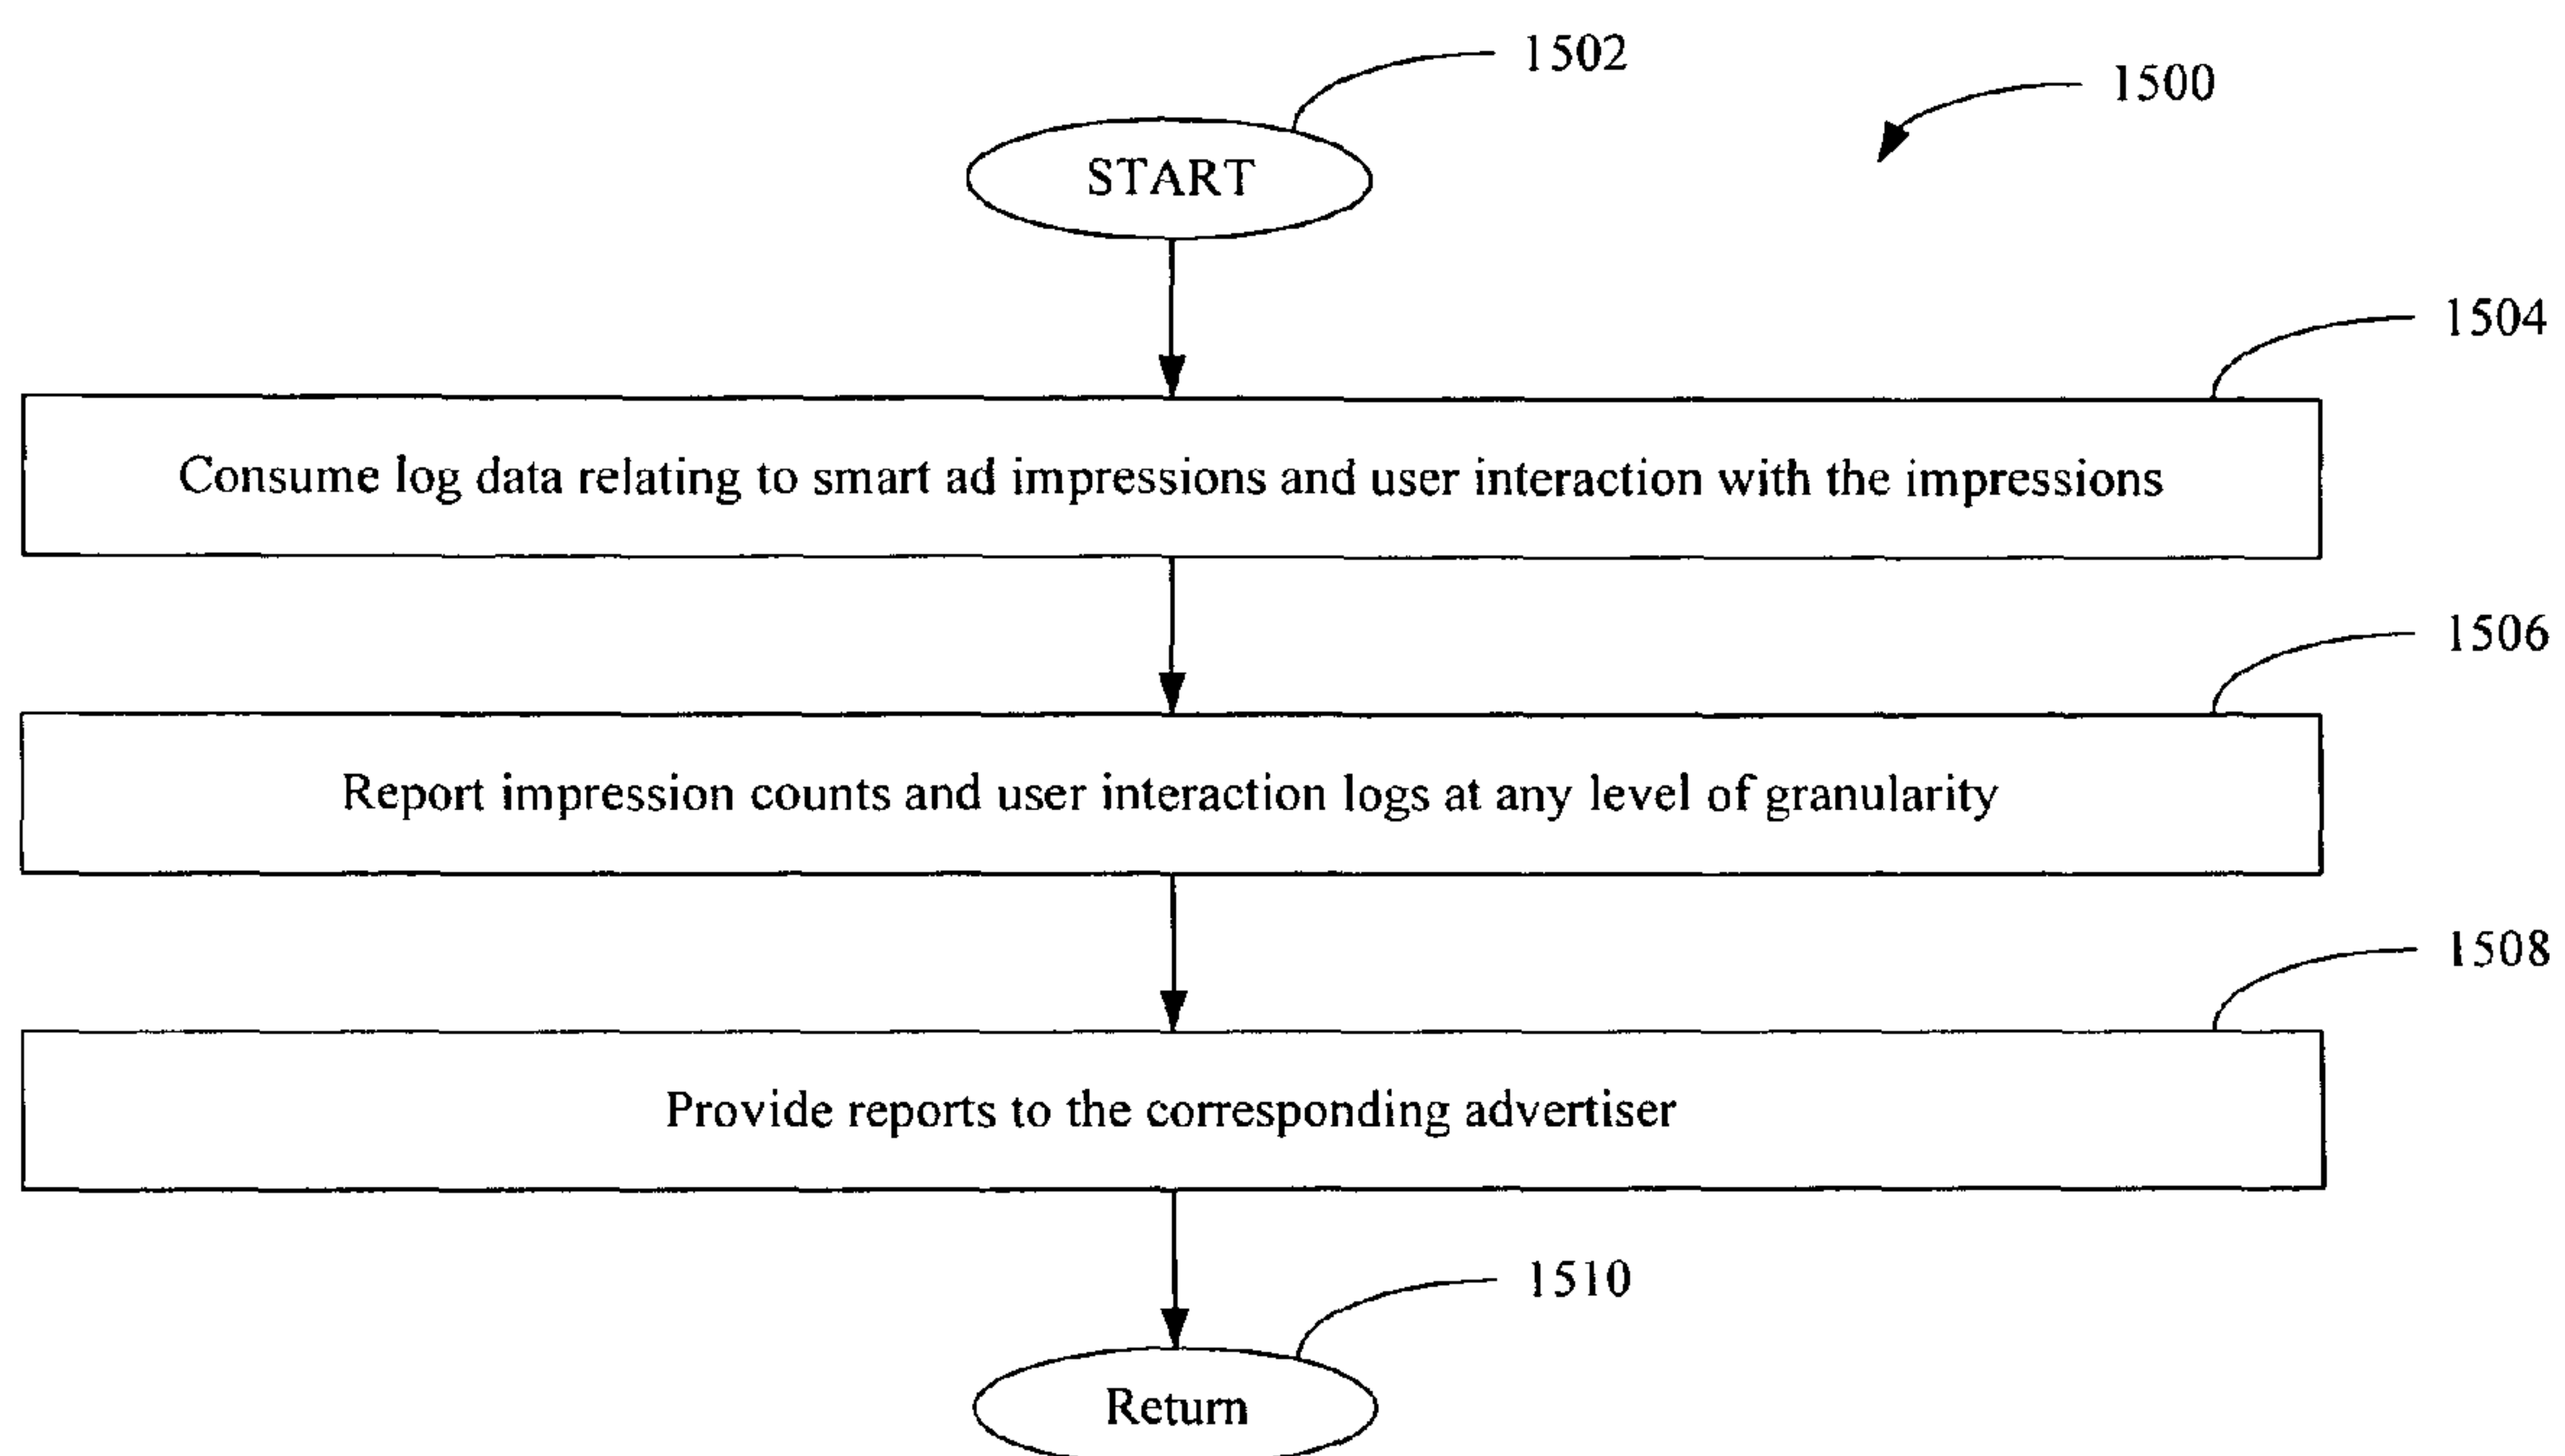 1502
1500
START
1504
Consume log data relating to smart ad impressions and user interaction with the impressions
1506
Report impression counts and user interaction logs at any level of granularity
1508
Provide reports to the corresponding advertiser
1510
Return